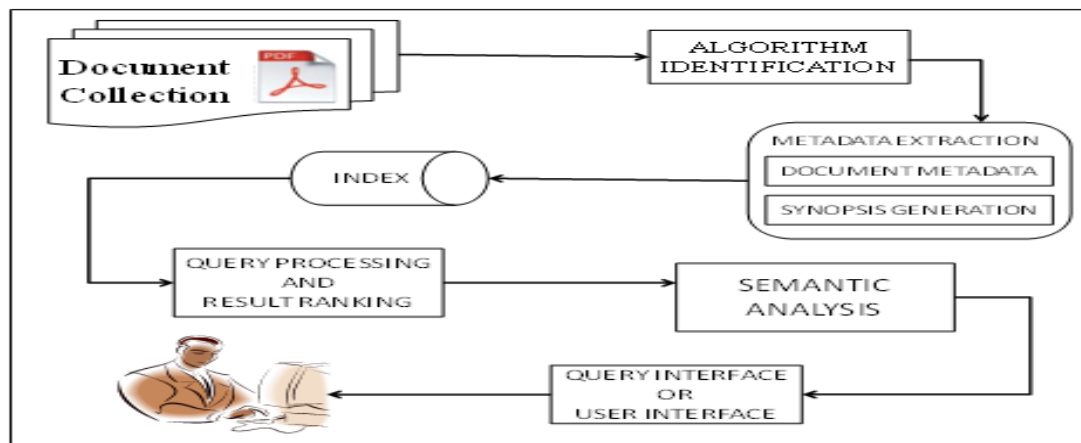 Document
Collection
PDF
ALGORITHM
IDENTIFICATION
METADATA EXTRACTION
DOCUMENT METADATA
SYNOPSIS GENERATION
INDEX
QUERY PROCESSING
AND
RESULT RANKING
SEMANTIC
ANALYSIS
QUERY INTERFACE
OR
USER INTERFACE